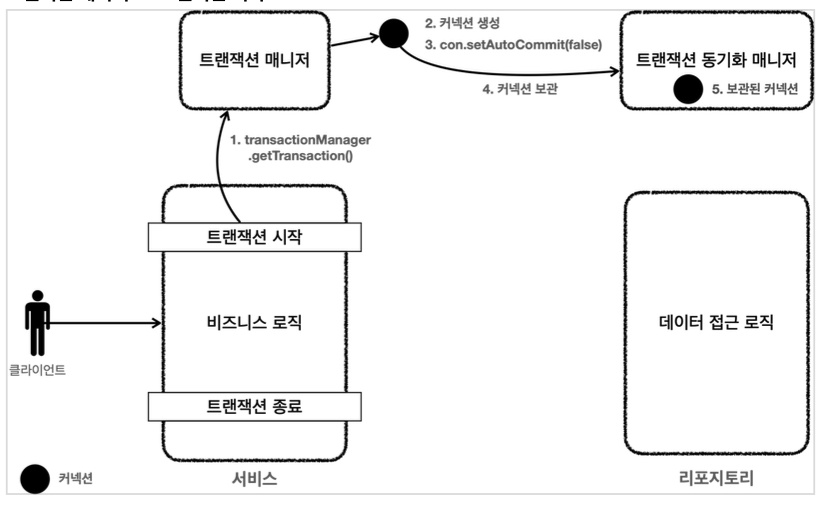 트랜잭션 매니저
2. 커넥션 생성
3. con.setAutoCommit(false)
4. 커넥션 보관
트랜잭션 동기화 매니저
5. 보관된 커넥션
1. transactionManager
.getTransaction()
트랜잭션 시작
비즈니스 로직
트랜잭션 종료
데이터 접근 로직
클라이언트
커넥션
서비스
리포지토리